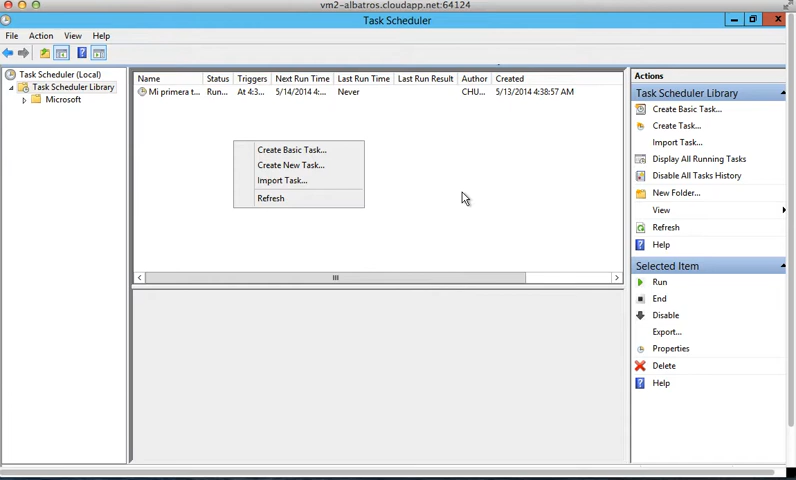 vm2-albatros.cloudapp.net:64124
Task Scheduler
File Action View Help
Task Scheduler (Local)
Task Scheduler Library
Microsoft
Name Status Triggers Next Run Time Last Run Time Last Run Result Author Created
Mi primera t... Run... At 4:3... 5/14/2014 4:... Never CHU... 5/13/2014 4:38:57 AM
Create Basic Task...
Create New Task...
Import Task...
Refresh
Actions
Task Scheduler Library
Create Basic Task...
Create Task...
Import Task...
Display All Running Tasks
Disable All Tasks History
New Folder...
View
Refresh
Help
Selected Item
Run
End
Disable
Export...
Properties
Delete
Help